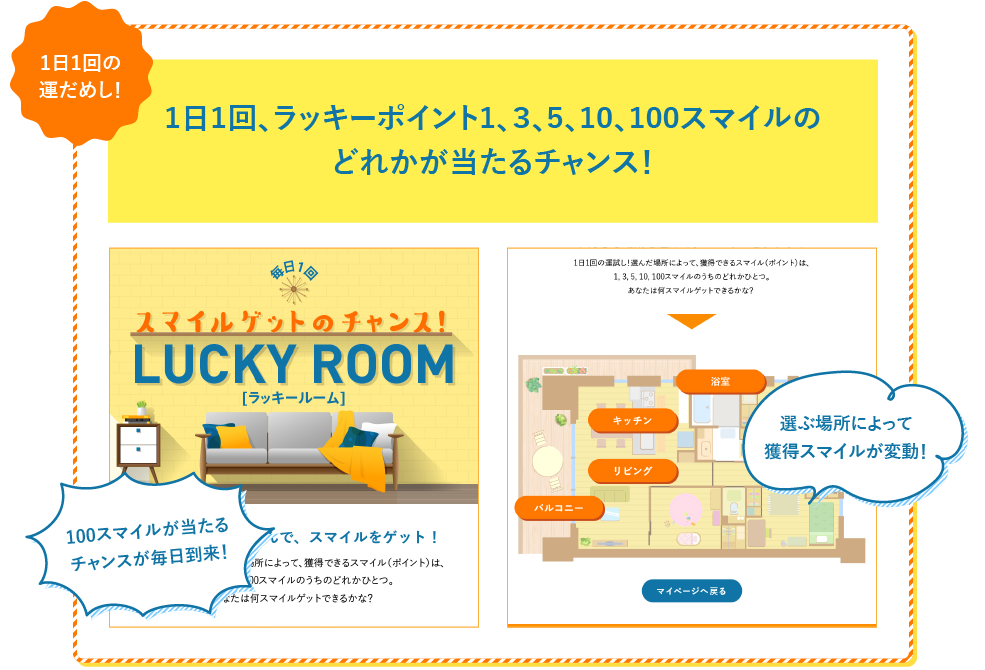 1日1回の
運だめし!
1日1回、ラッキーポイント1、3、5、10、100スマイルの
どれかが当たるチャンス!
毎日1回
スマイルゲットのチャンス!
LUCKY ROOM
[ラッキールーム]
100スマイルが当たる
チャンスが毎日到来!
んで、スマイルをゲット!
所によって、獲得できるスマイル(ポイント)は、
00スマイルのうちのどれかひとつ。
なたは何スマイルゲットできるかな?
1日1回の運試し!選んだ場所によって、獲得できるスマイル(ポイント)は、
1, 3, 5, 10, 100スマイルのうちのどれかひとつ。
あなたは何スマイルゲットできるかな?
浴室
キッチン
リビング
バルコニー
選ぶ場所によって
獲得スマイルが変動!
マイページへ戻る